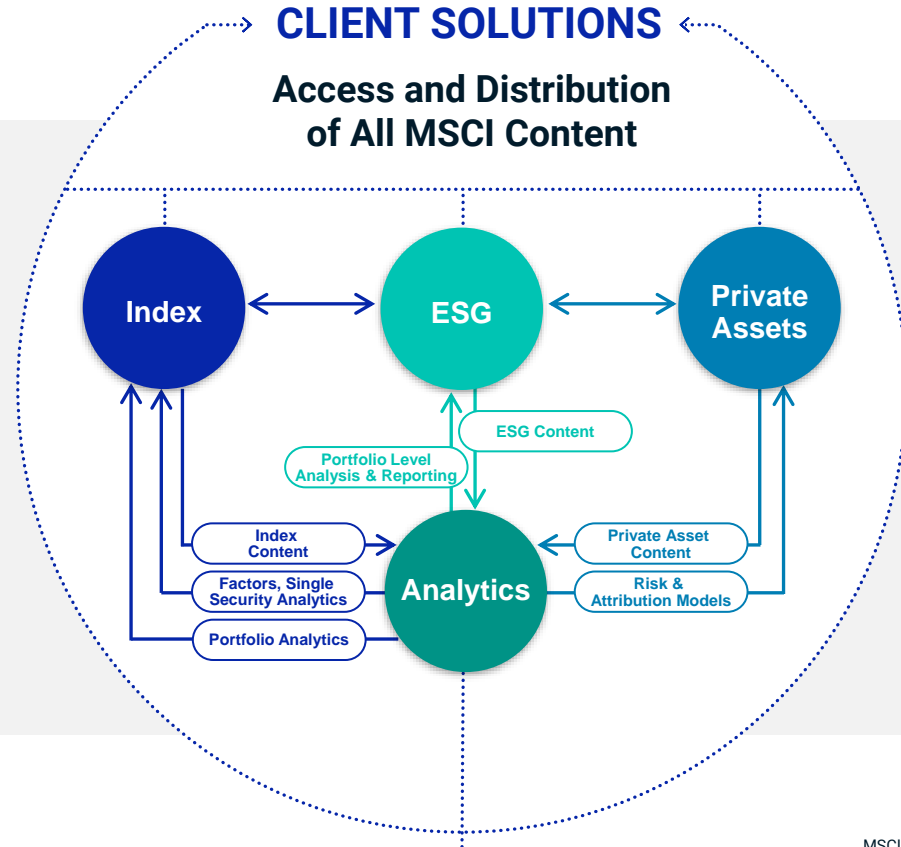 CLIENT SOLUTIONS
Access and Distribution
of All MSCI Content
Index
ESG
Private
Assets
ESG Content
Portfolio Level
Analysis & Reporting
Index
Content
Private Asset
Content
Analytics
Factors, Single
Security Analytics
Risk &
Attribution Models
Portfolio Analytics
MSCI